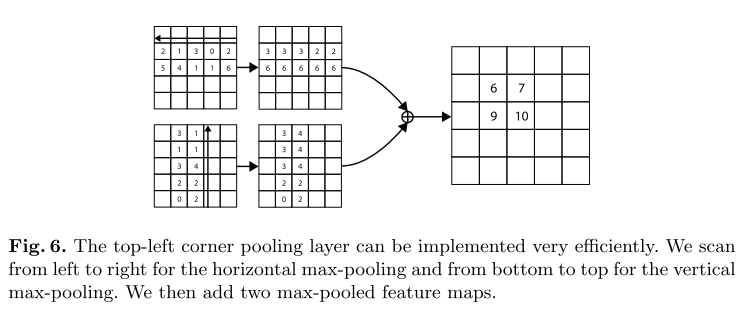 2 1 3 0 2
5 4 1 1 6
3 3 3 2 2
6 6 6 6 6
3 1
1 1
3 4
2 2
0 2
3 4
3 4
3 4
2 2
0 2
6 7
9 10
Fig. 6. The top-left corner pooling layer can be implemented very efficiently. We scan
from left to right for the horizontal max-pooling and from bottom to top for the vertical
max-pooling. We then add two max-pooled feature maps.